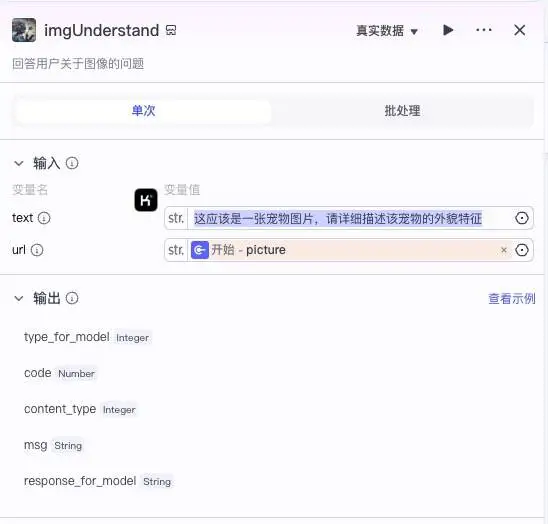 imgUnderstand 真实数据
回答用户关于图像的问题
单次 批处理
输入
变量名 变量值
text str. 这应该是一张宠物图片，请详细描述该宠物的外貌特征
url str. 开始 - picture ×
输出 查看示例
type_for_model Integer
code Number
content_type Integer
msg String
response_for_model String